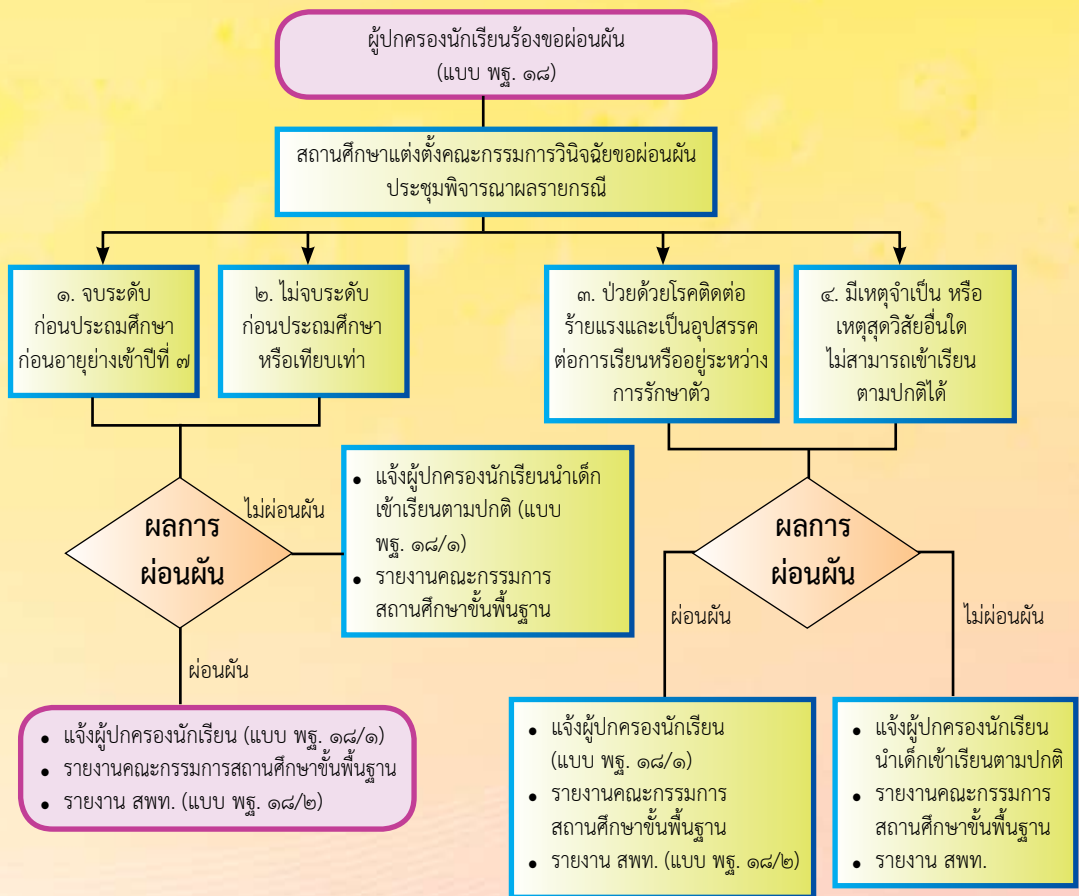 ผู้ปกครองนักเรียนร้องขอผ่อนผัน
(แบบ พฐ. ๑๘)
สถานศึกษาแต่งตั้งคณะกรรมการวินิจฉัยขอผ่อนผัน
ประชุมพิจารณาผลรายกรณี
๑. จบระดับ
ก่อนประถมศึกษา
ก่อนอายุย่างเข้าปีที่ ๗
๒. ไม่จบระดับ
ก่อนประถมศึกษา
หรือเทียบเท่า
๓. ป่วยด้วยโรคติดต่อ
ร้ายแรงและเป็นอุปสรรค
ต่อการเรียนหรืออยู่ระหว่าง
การรักษาตัว
๔. มีเหตุจำเป็น หรือ
เหตุสุดวิสัยอื่นใด
ไม่สามารถเข้าเรียน
ตามปกติได้
ผลการ
ผ่อนผัน
ไม่ผ่อนผัน
• แจ้งผู้ปกครองนักเรียนนำเด็ก
เข้าเรียนตามปกติ (แบบ
พฐ. ๑๘/๑)
• รายงานคณะกรรมการ
สถานศึกษาขั้นพื้นฐาน
ผ่อนผัน
• แจ้งผู้ปกครองนักเรียน (แบบ พฐ. ๑๘/๑)
• รายงานคณะกรรมการสถานศึกษาขั้นพื้นฐาน
• รายงาน สพท. (แบบ พฐ. ๑๘/๒)
ผลการ
ผ่อนผัน
ผ่อนผัน
ไม่ผ่อนผัน
• แจ้งผู้ปกครองนักเรียน
(แบบ พฐ. ๑๘/๑)
• รายงานคณะกรรมการ
สถานศึกษาขั้นพื้นฐาน
• รายงาน สพท. (แบบ พฐ. ๑๘/๒)
• แจ้งผู้ปกครองนักเรียน
นำเด็กเข้าเรียนตามปกติ
• รายงานคณะกรรมการ
สถานศึกษาขั้นพื้นฐาน
• รายงาน สพท.